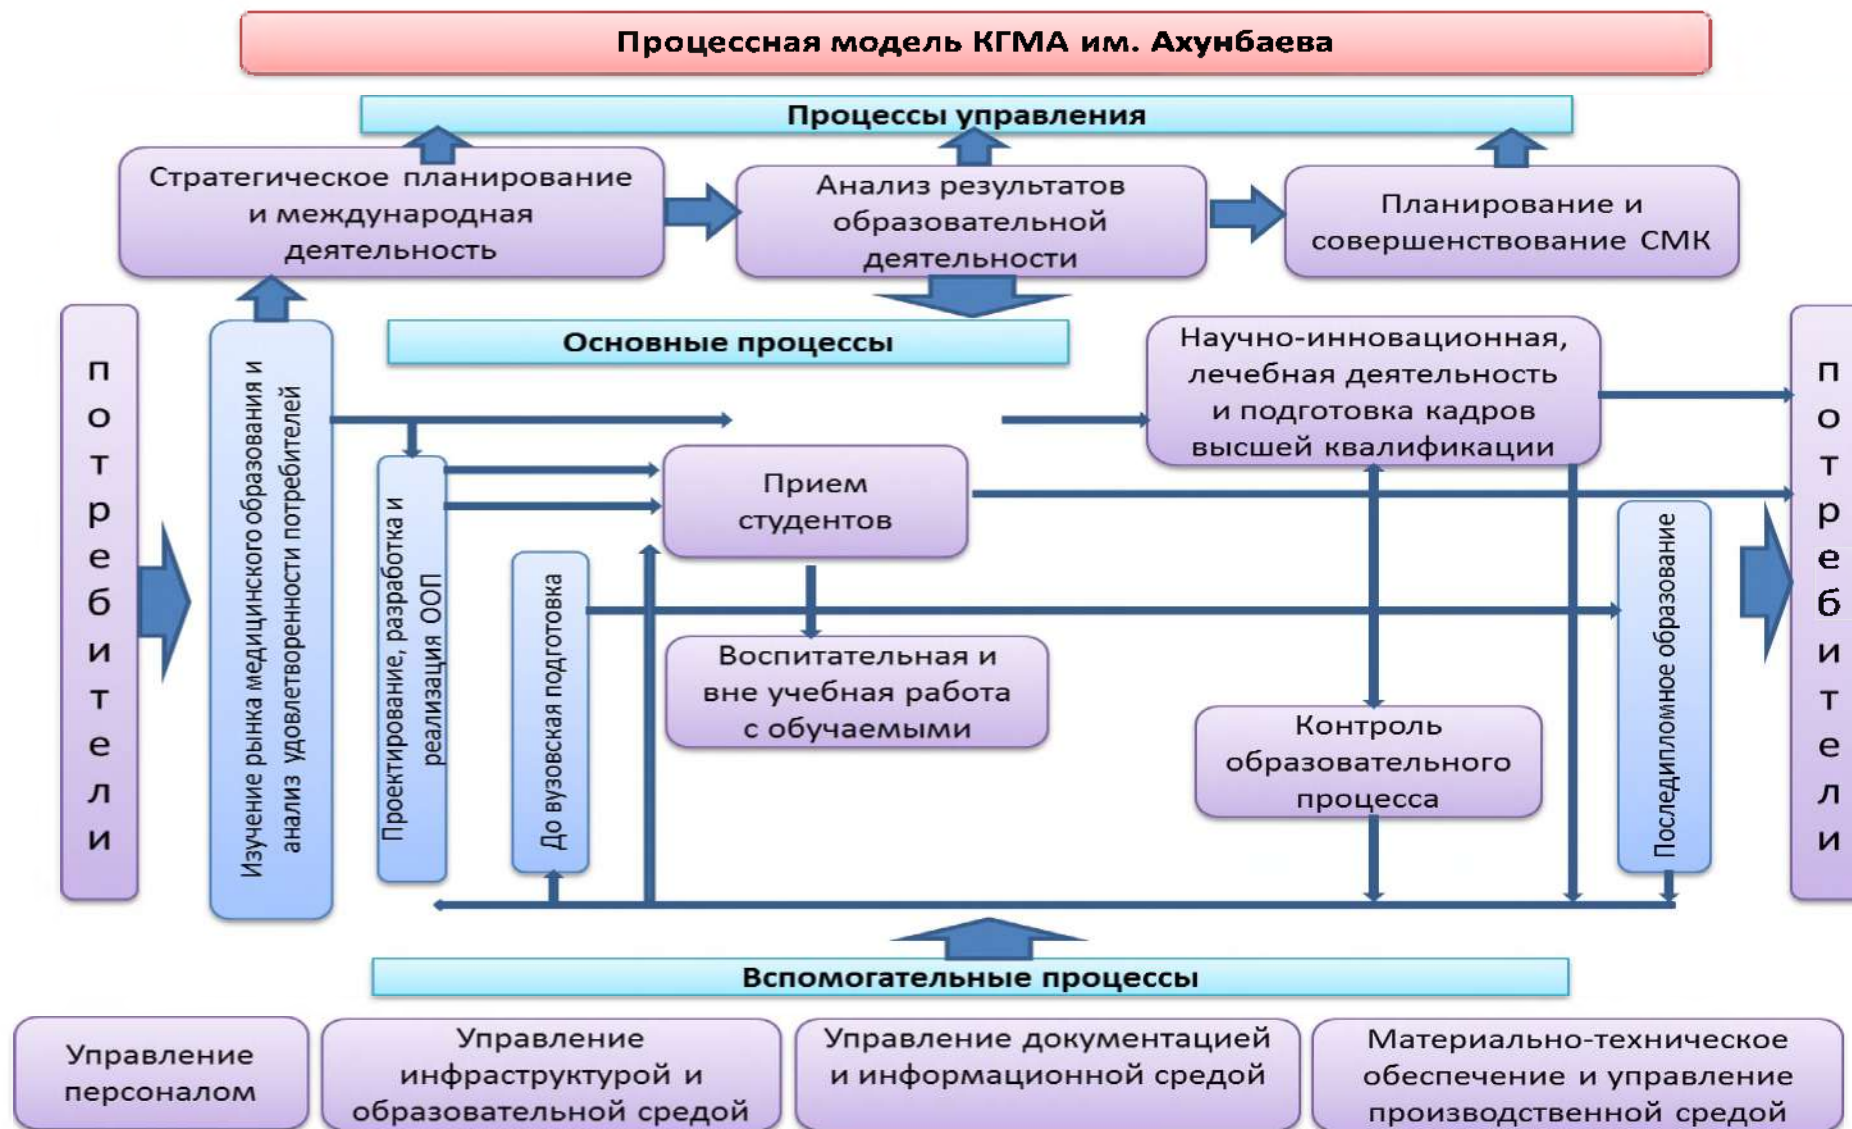 Процессная модель КГМА им. Ахунбаева
Процессы управления
Стратегическое планирование
и международная
деятельность
Анализ результатов
образовательной
деятельности
Планирование и
совершенствование СМК
Основные процессы
потребители
Изучение рынка медицинского образования и
анализ удовлетворенности потребителей
Проектирование, разработка и
реализация ООП
До вузовская подготовка
Прием
студентов
Воспитательная и
вне учебная работа
с обучаемыми
Научно-инновационная,
лечебная деятельность
и подготовка кадров
высшей квалификации
Контроль
образовательного
процесса
Последипломное образование
потребители
Вспомогательные процессы
Управление
персоналом
Управление
инфраструктурой и
образовательной средой
Управление документацией
и информационной средой
Материально-техническое
обеспечение и управление
производственной средой